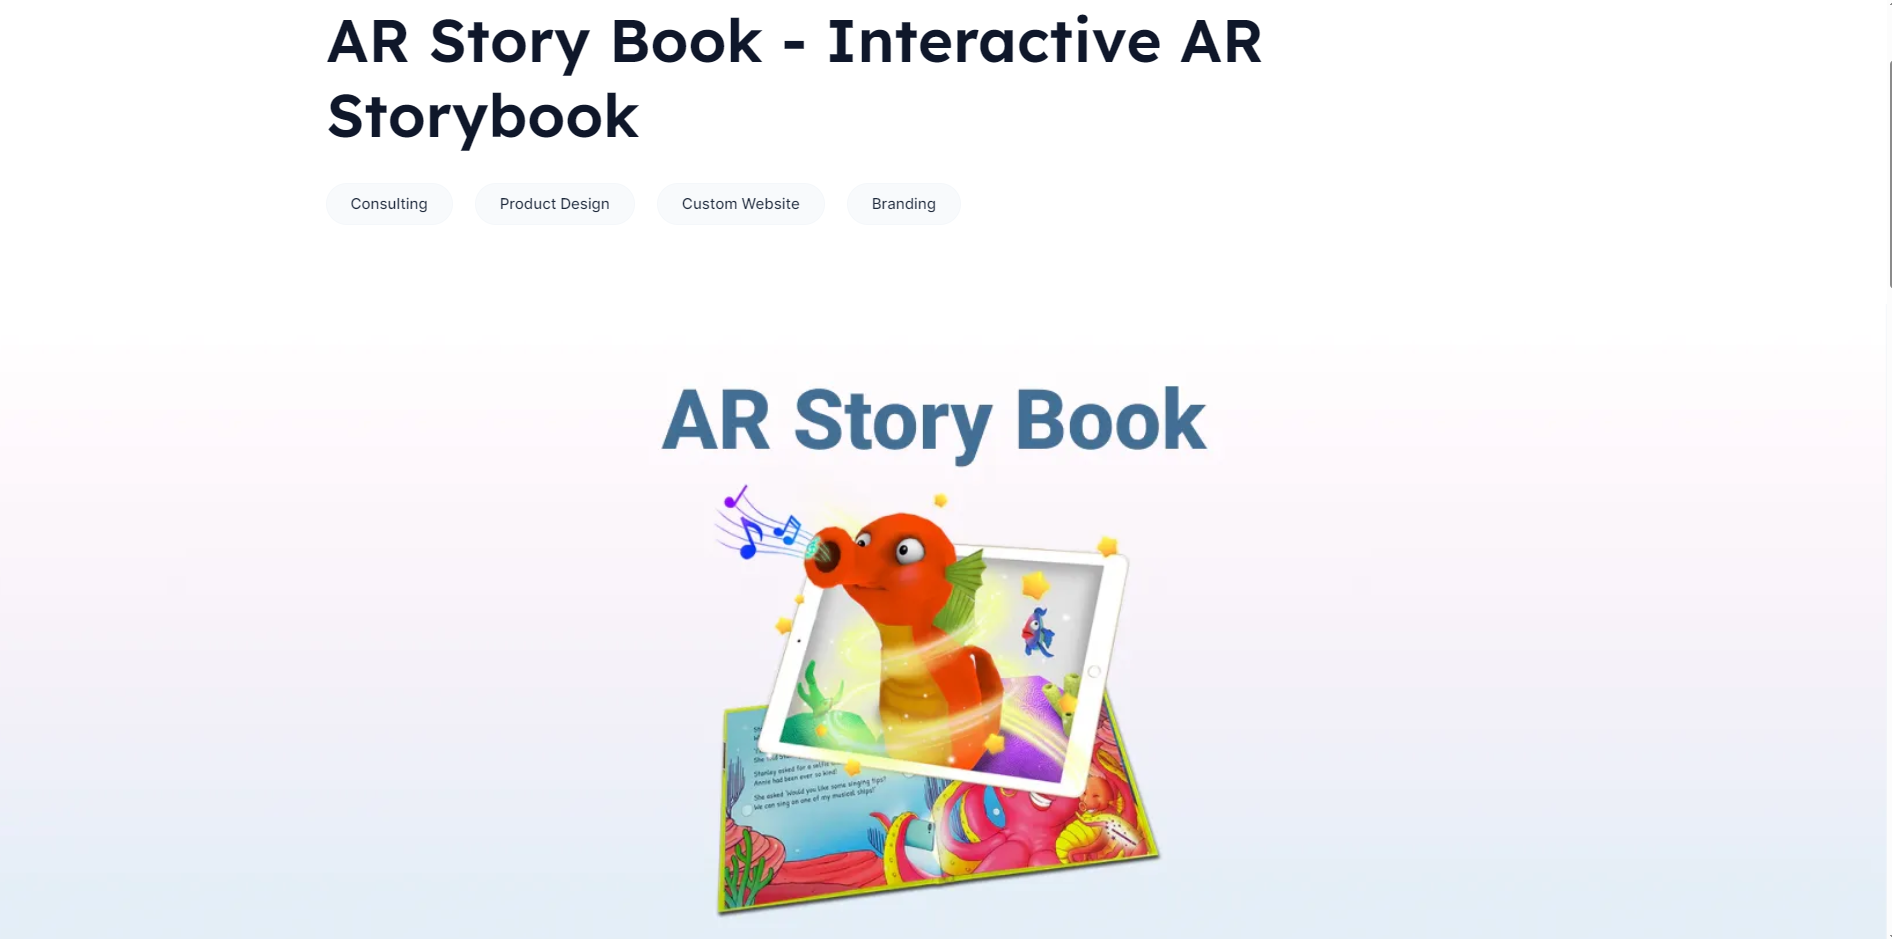 AR Story Book - Interactive AR
Storybook
Consulting
Product Design
Custom Website
Branding
AR Story Book
She
Stanley asked for a selfie
Annie had been ever so kind!
She asked 'Would you like some singing tips?
We can sing on one of my musical ships!'